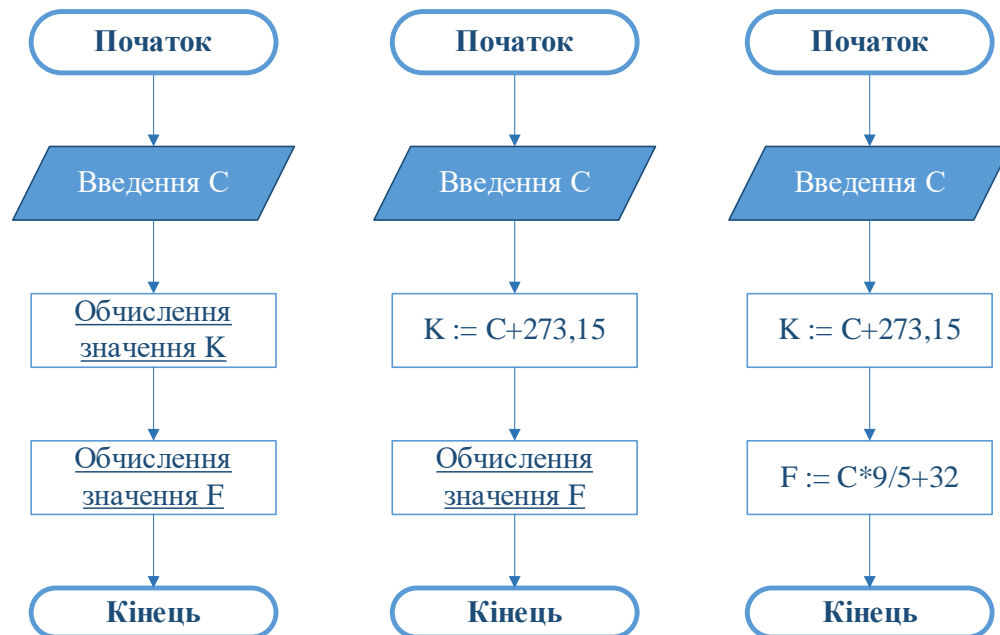 Початок
Введення C
Обчислення
значення K
Обчислення
значення F
Кінець
Початок
Введення C
K := C+273,15
Обчислення
значення F
Кінець
Початок
Введення C
K := C+273,15
F := C*9/5+32
Кінець